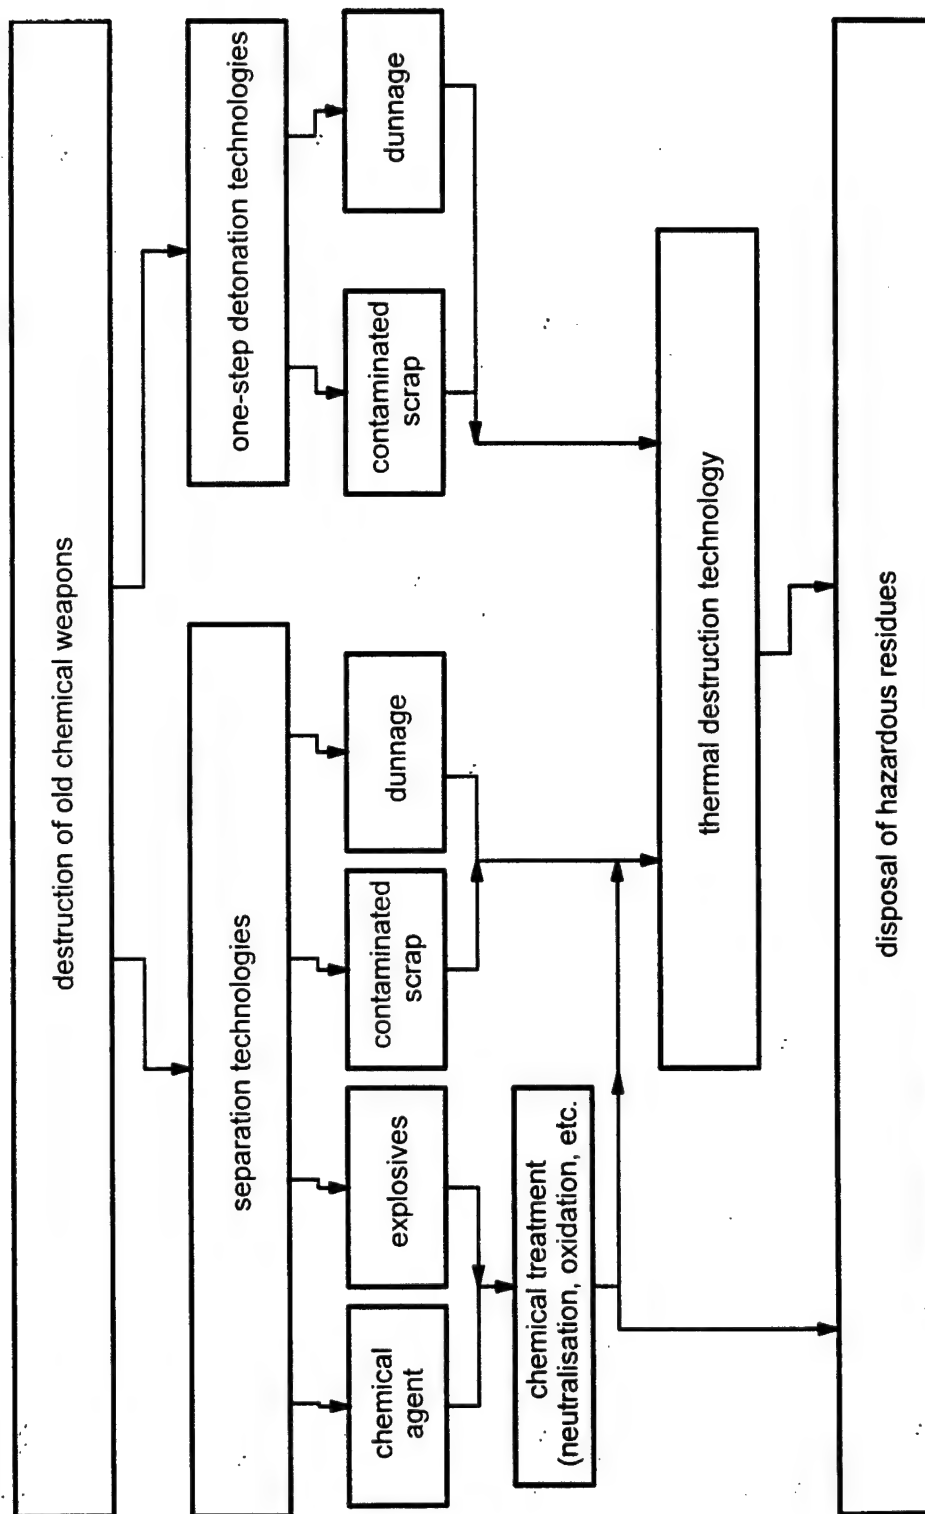 destruction of old chemical weapons
separation technologies
one-step detonation technologies
chemical
agent
explosives
contaminated
scrap
dunnage
contaminated
scrap
dunnage
chemical treatment
(neutralisation, oxidation, etc.
thermal destruction technology
disposal of hazardous residues